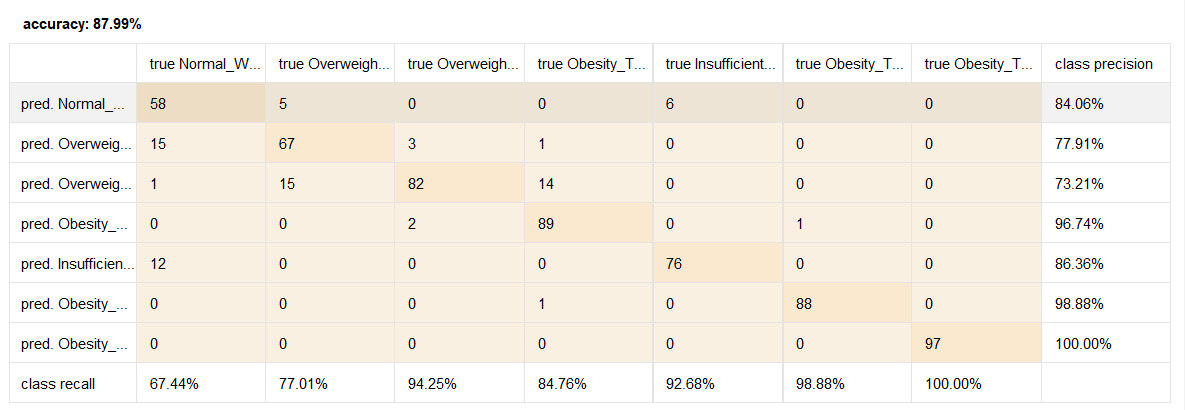 accuracy: 87.99%
true Normal_W... true Overweigh... true Overweigh... true Obesity_T... true Insufficient... true Obesity_T... true Obesity_T... class precision
pred. Normal_... 58 5 0 0 6 0 0 84.06%
pred. Overweig... 15 67 3 1 0 0 0 77.91%
pred. Overweig... 1 15 82 14 0 0 0 73.21%
pred. Obesity_... 0 0 2 89 0 1 0 96.74%
pred. Insufficien... 12 0 0 0 76 0 0 86.36%
pred. Obesity_... 0 0 0 1 0 88 0 98.88%
pred. Obesity_... 0 0 0 0 0 0 97 100.00%
class recall 67.44% 77.01% 94.25% 84.76% 92.68% 98.88% 100.00%